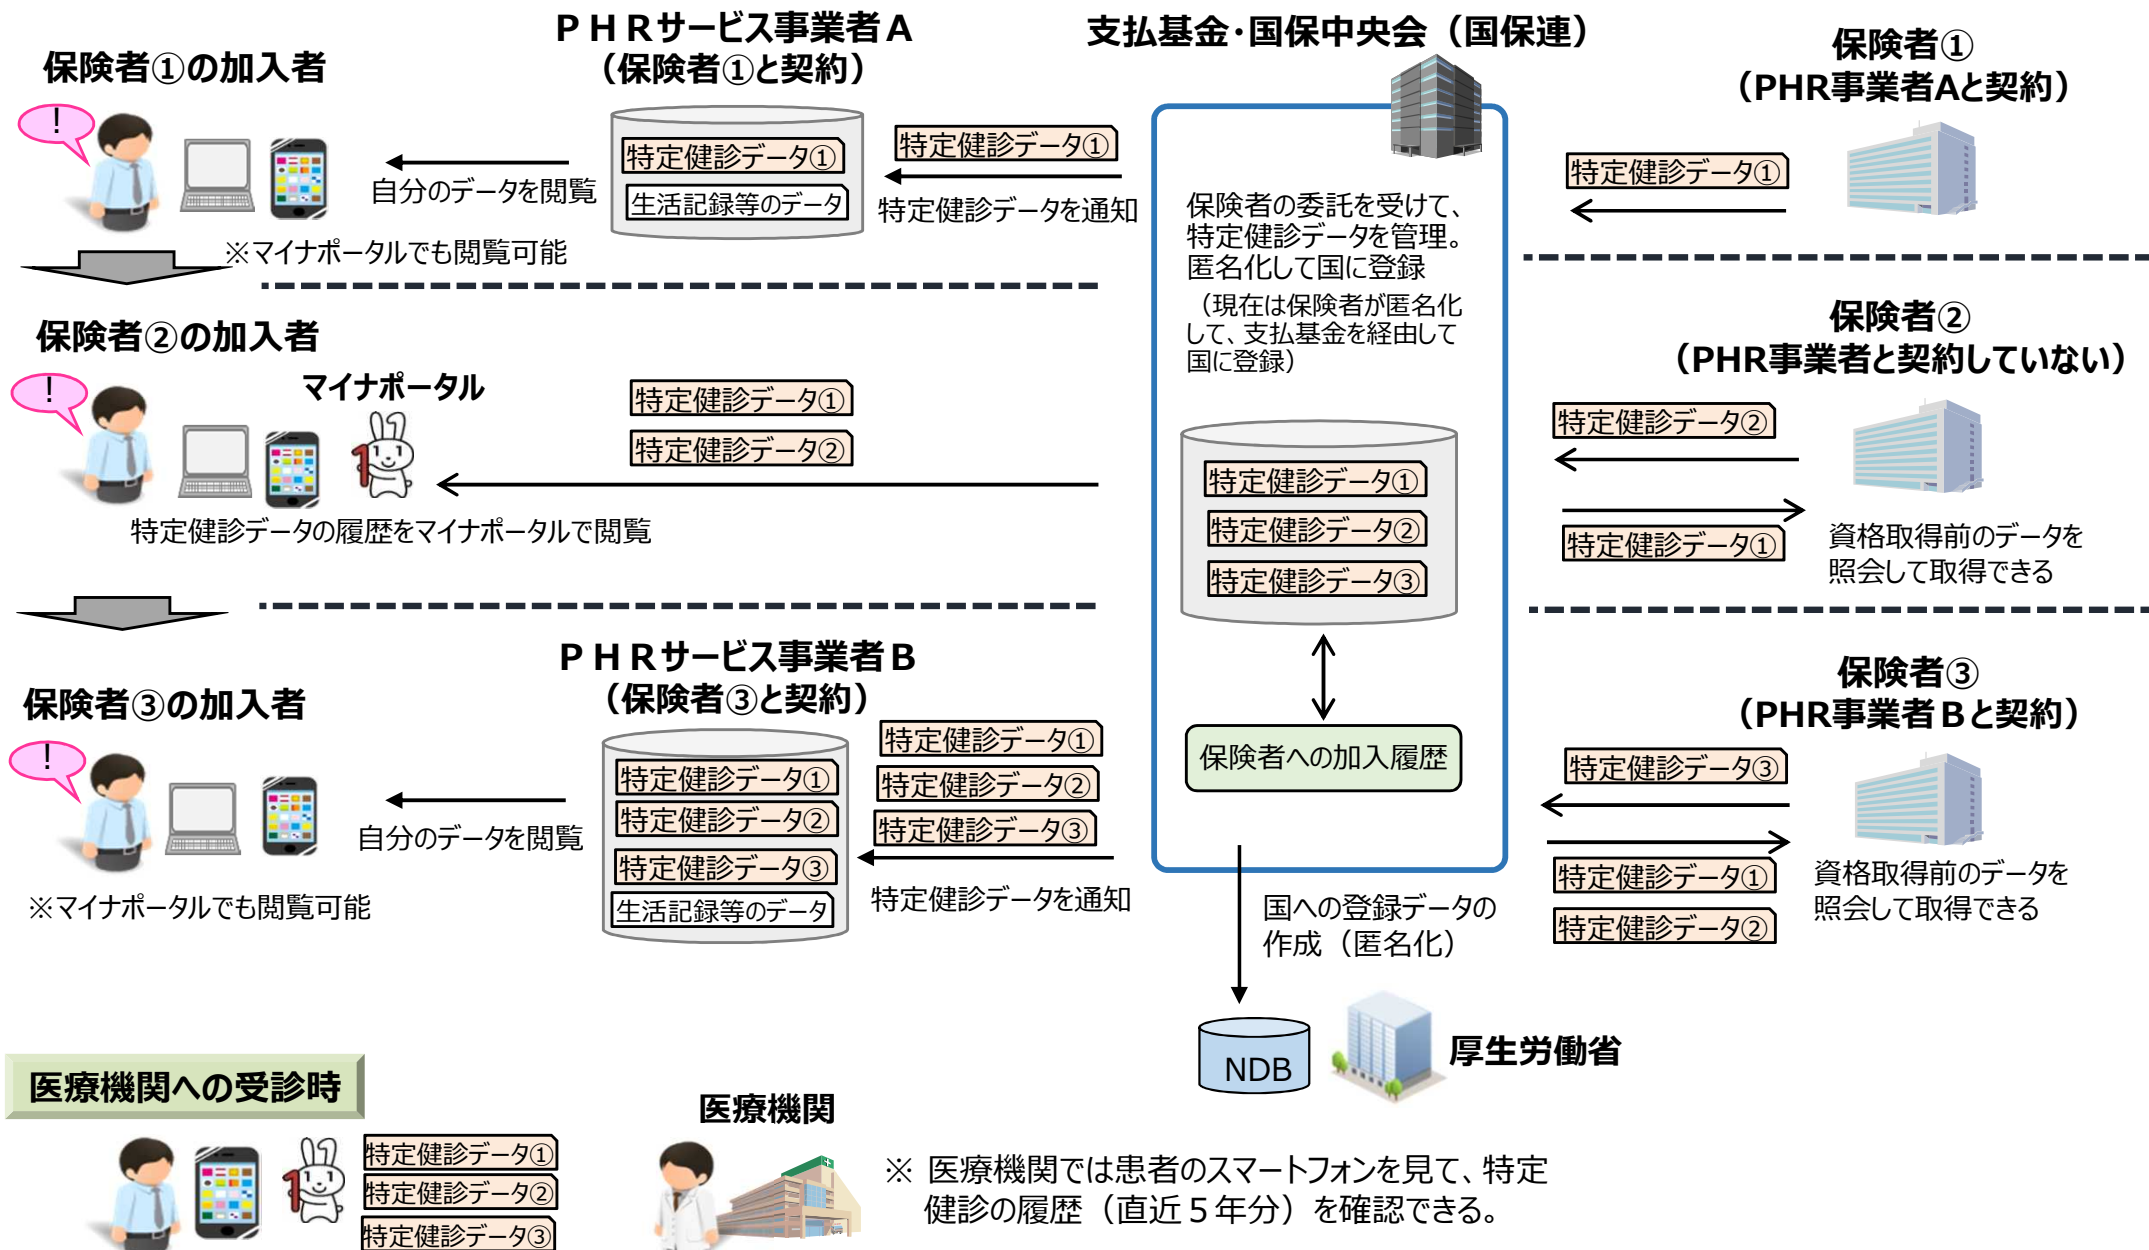 保険者①の加入者
!
自分のデータを閲覧
※マイナポータルでも閲覧可能
ＰＨＲサービス事業者Ａ
（保険者①と契約）
特定健診データ①
生活記録等のデータ
特定健診データ①
特定健診データを通知
支払基金・国保中央会（国保連）
保険者の委託を受けて、
特定健診データを管理。
匿名化して国に登録
（現在は保険者が匿名化
して、支払基金を経由して
国に登録）
特定健診データ①
特定健診データ②
特定健診データ③
保険者への加入履歴
保険者①
（PHR事業者Aと契約）
特定健診データ①
保険者②の加入者
!
マイナポータル
特定健診データ①
特定健診データ②
特定健診データの履歴をマイナポータルで閲覧
保険者②
（PHR事業者と契約していない）
特定健診データ②
特定健診データ①
資格取得前のデータを
照会して取得できる
保険者③の加入者
!
自分のデータを閲覧
※マイナポータルでも閲覧可能
ＰＨＲサービス事業者Ｂ
（保険者③と契約）
特定健診データ①
特定健診データ②
特定健診データ③
生活記録等のデータ
特定健診データ①
特定健診データ②
特定健診データ③
特定健診データを通知
保険者③
（PHR事業者Ｂと契約）
特定健診データ③
特定健診データ①
特定健診データ②
資格取得前のデータを
照会して取得できる
国への登録データの
作成（匿名化）
NDB
厚生労働省
医療機関への受診時
特定健診データ①
特定健診データ②
特定健診データ③
医療機関
※ 医療機関では患者のスマートフォンを見て、特定
健診の履歴（直近５年分）を確認できる。